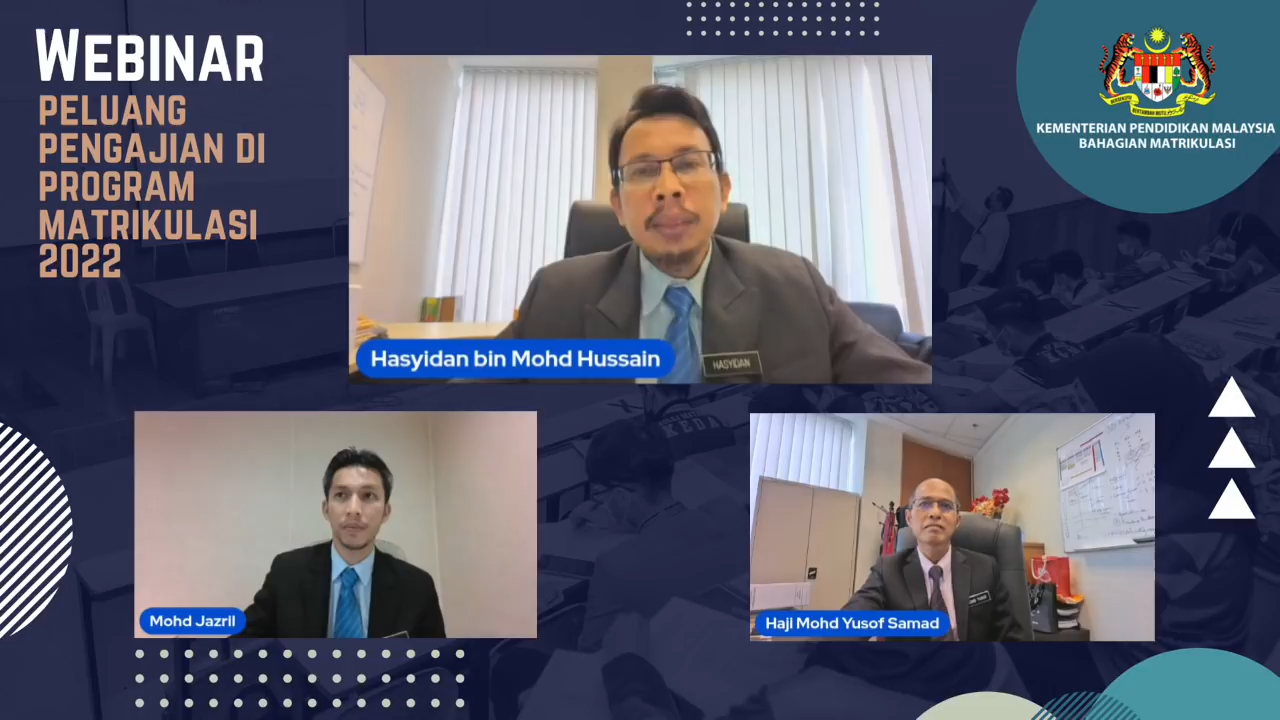 WEBINAR
PELUANG
PENGAJIAN DI
PROGRAM
MATRIKULASI
2022
KEMENTERIAN PENDIDIKAN MALAYSIA
BAHAGIAN MATRIKULASI
Hasyidan bin Mohd Hussain
HASYIDAN
KEDA
Mohd Jazril
Haji Mohd Yusof Samad